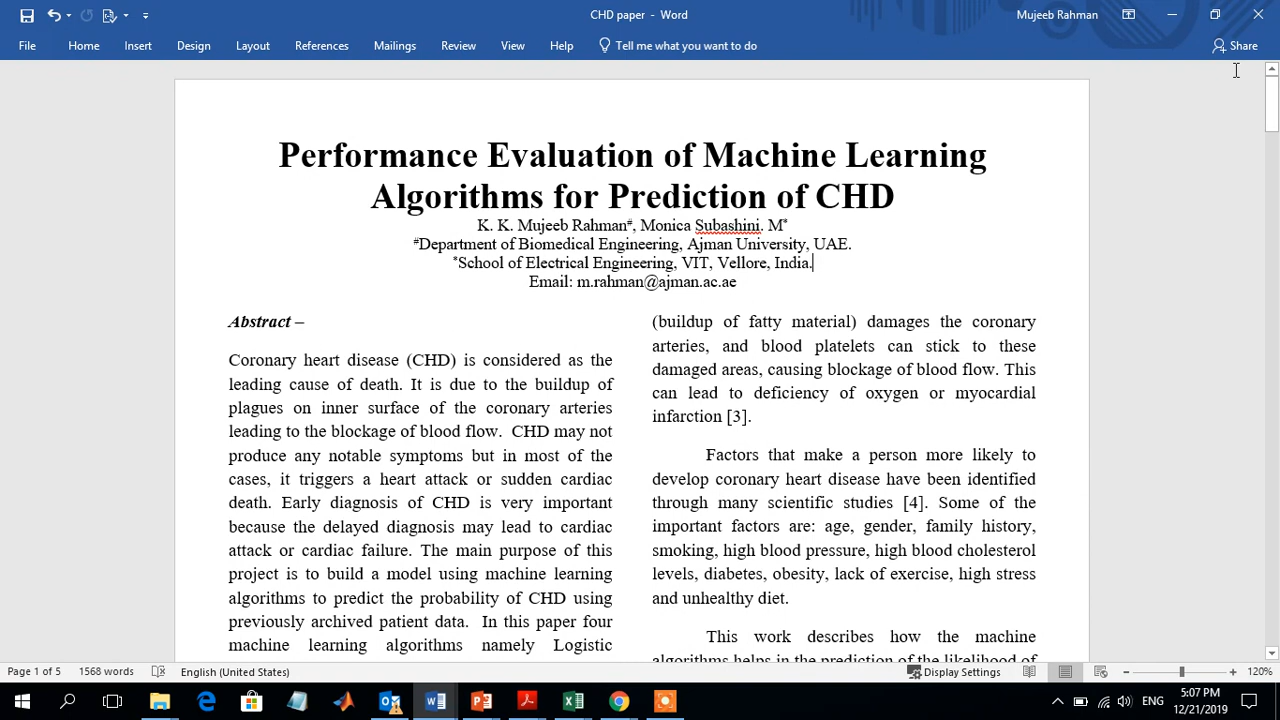 CHD paper - Word
Mujeeb Rahman
File
Home
Insert
Design
Layout
References
Mailings
Review
View
Help
Tell me what you want to do
Share
Performance Evaluation of Machine Learning
Algorithms for Prediction of CHD
K. K. Mujeeb Rahman#, Monica Subashini. M*
#Department of Biomedical Engineering, Ajman University, UAE.
*School of Electrical Engineering, VIT, Vellore, India.
Email: m.rahman@ajman.ac.ae
Abstract –
Coronary heart disease (CHD) is considered as the
leading cause of death. It is due to the buildup of
plagues on inner surface of the coronary arteries
leading to the blockage of blood flow. CHD may not
produce any notable symptoms but in most of the
cases, it triggers a heart attack or sudden cardiac
death. Early diagnosis of CHD is very important
because the delayed diagnosis may lead to cardiac
attack or cardiac failure. The main purpose of this
project is to build a model using machine learning
algorithms to predict the probability of CHD using
previously archived patient data. In this paper four
machine learning algorithms namely Logistic
(buildup of fatty material) damages the coronary
arteries, and blood platelets can stick to these
damaged areas, causing blockage of blood flow. This
can lead to deficiency of oxygen or myocardial
infarction [3].
Factors that make a person more likely to
develop coronary heart disease have been identified
through many scientific studies [4]. Some of the
important factors are: age, gender, family history,
smoking, high blood pressure, high blood cholesterol
levels, diabetes, obesity, lack of exercise, high stress
and unhealthy diet.
This work describes how the machine
algorithms helps in the prediction of the likelihood of
Page 1 of 5
1568 words
English (United States)
Display Settings
120%
ENG
5:07 PM
12/21/2019